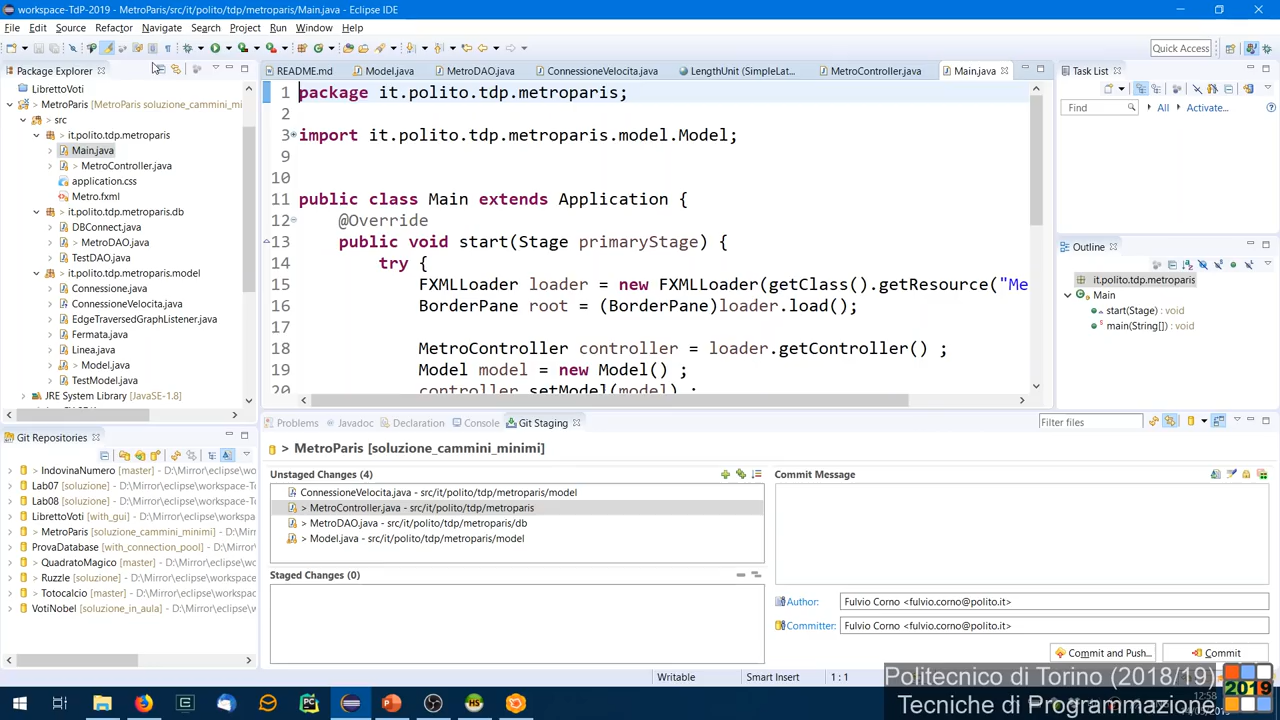 workspace-TdP-2019 - MetroParis/src/it/polito/tdp/metroparis/Main.java - Eclipse IDE
File Edit Source Refactor Navigate Search Project Run Window Help
Quick Access
Package Explorer
README.md Model.java MetroDAO.java ConnessioneVelocita.java LengthUnit (SimpleLat... MetroController.java Main.java
Task List
LibrettoVoti
MetroParis [MetroParis soluzione_cammini_mi
src
it.polito.tdp.metroparis
Main.java
> MetroController.java
application.css
Metro.fxml
it.polito.tdp.metroparis.db
DBConnect.java
> MetroDAO.java
TestDAO.java
it.polito.tdp.metroparis.model
Connessione.java
ConnessioneVelocita.java
EdgeTraversedGraphListener.java
Fermata.java
Linea.java
> Model.java
TestModel.java
JRE System Library [JavaSE-1.8]
1 package it.polito.tdp.metroparis;
2
3 import it.polito.tdp.metroparis.model.Model;
9
10
11 public class Main extends Application {
12 @Override
13 public void start(Stage primaryStage) {
14 try {
15 FXMLLoader loader = new FXMLLoader(getClass().getResource("Me
16 BorderPane root = (BorderPane)loader.load();
17
18 MetroController controller = loader.getController() ;
19 Model model = new Model() ;
20 controller.setModel(model) ;
Find All Activate...
Outline
it.polito.tdp.metroparis
Main
start(Stage) : void
main(String[]) : void
Git Repositories
> IndovinaNumero [master] - D:\Mirror\eclipse\wo
Lab07 [soluzione] - D:\Mirror\eclipse\workspace-T
Lab08 [soluzione] - D:\Mirror\eclipse\workspace-T
LibrettoVoti [with_gui] - D:\Mirror\eclipse\workspa
> MetroParis [soluzione_cammini_minimi] - D:\Mirro
ProvaDatabase [with_connection_pool] - D:\Mirro
> QuadratoMagico [master] - D:\Mirror\eclipse\wo
> Ruzzle [soluzione] - D:\Mirror\eclipse\workspace
> Totocalcio [master] - D:\Mirror\eclipse\workspac
VotiNobel [soluzione_in_aula] - D:\Mirror\eclipse\
Problems Javadoc Declaration Console Git Staging
Filter files
> MetroParis [soluzione_cammini_minimi]
Unstaged Changes (4)
ConnessioneVelocita.java - src/it/polito/tdp/metroparis/model
> MetroController.java - src/it/polito/tdp/metroparis
> MetroDAO.java - src/it/polito/tdp/metroparis/db
> Model.java - src/it/polito/tdp/metroparis/model
Staged Changes (0)
Commit Message
Author: Fulvio Corno <fulvio.corno@polito.it>
Committer: Fulvio Corno <fulvio.corno@polito.it>
Commit and Push... Commit
Writable Smart Insert 1 : 1
Politecnico di Torino (2018/19)
Tecniche di Programmazione
2019
12:58